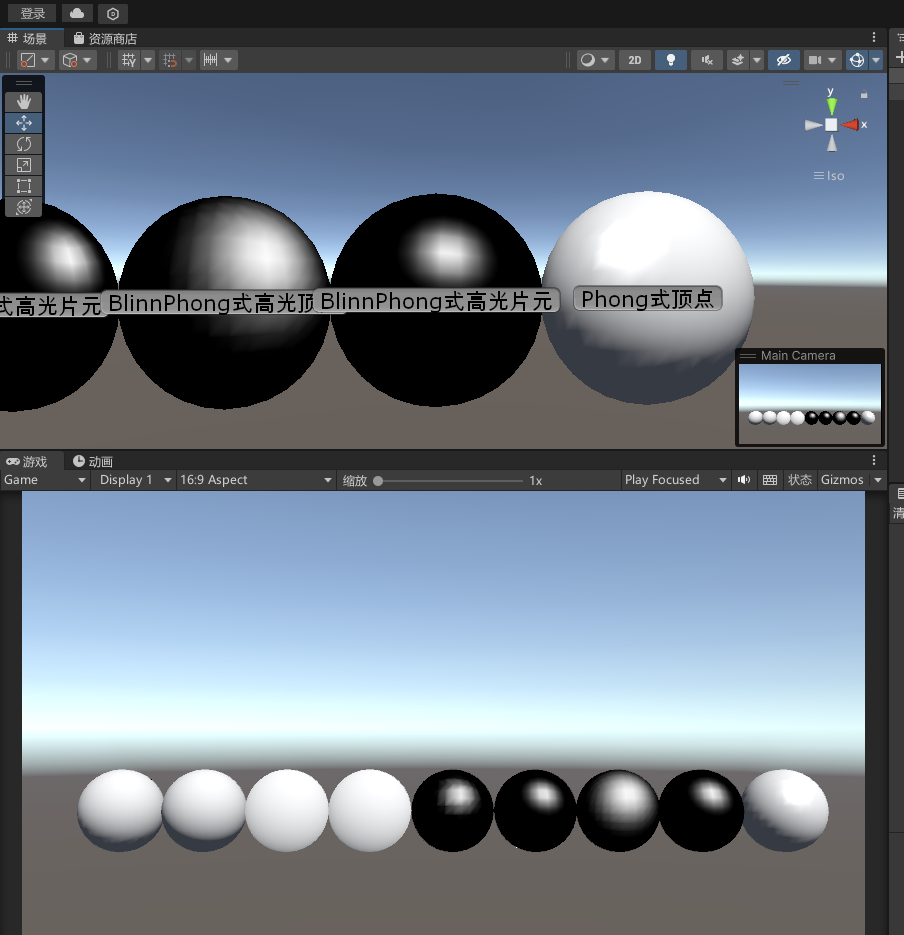 登录
场景
资源商店
2D
y
x
Iso
式高光片元
BlinnPhong式高光顶
BlinnPhong式高光片元
Phong式顶点
Main Camera
游戏
动画
Game
Display 1
16:9 Aspect
缩放
1x
Play Focused
状态
Gizmos
清